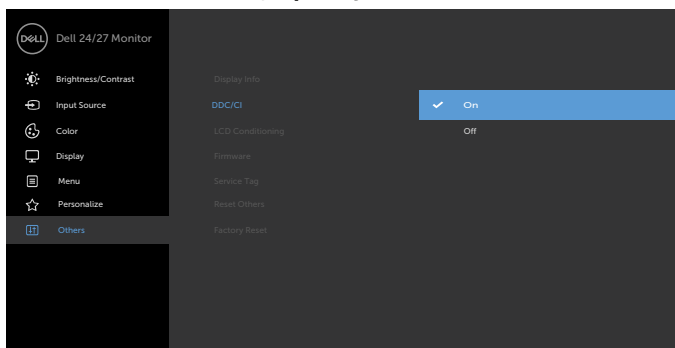 DELL Dell 24/27 Monitor
Brightness/Contrast Display Info
Input Source DDC/CI On
Color LCD Conditioning Off
Display Firmware
Menu Service Tag
Personalize Reset Others
Others Factory Reset